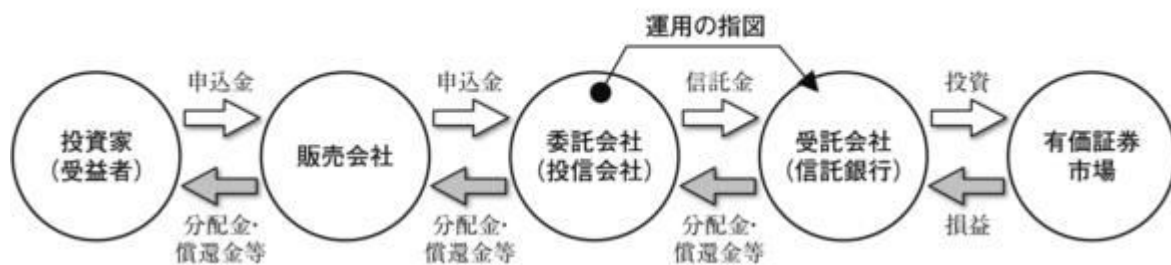 運用の指図
申込金
申込金
信託金
投資
投資家
（受益者）
販売会社
委託会社
（投信会社）
受託会社
（信託銀行）
有価証券
市場
分配金・
償還金等
分配金・
償還金等
分配金・
償還金等
損益